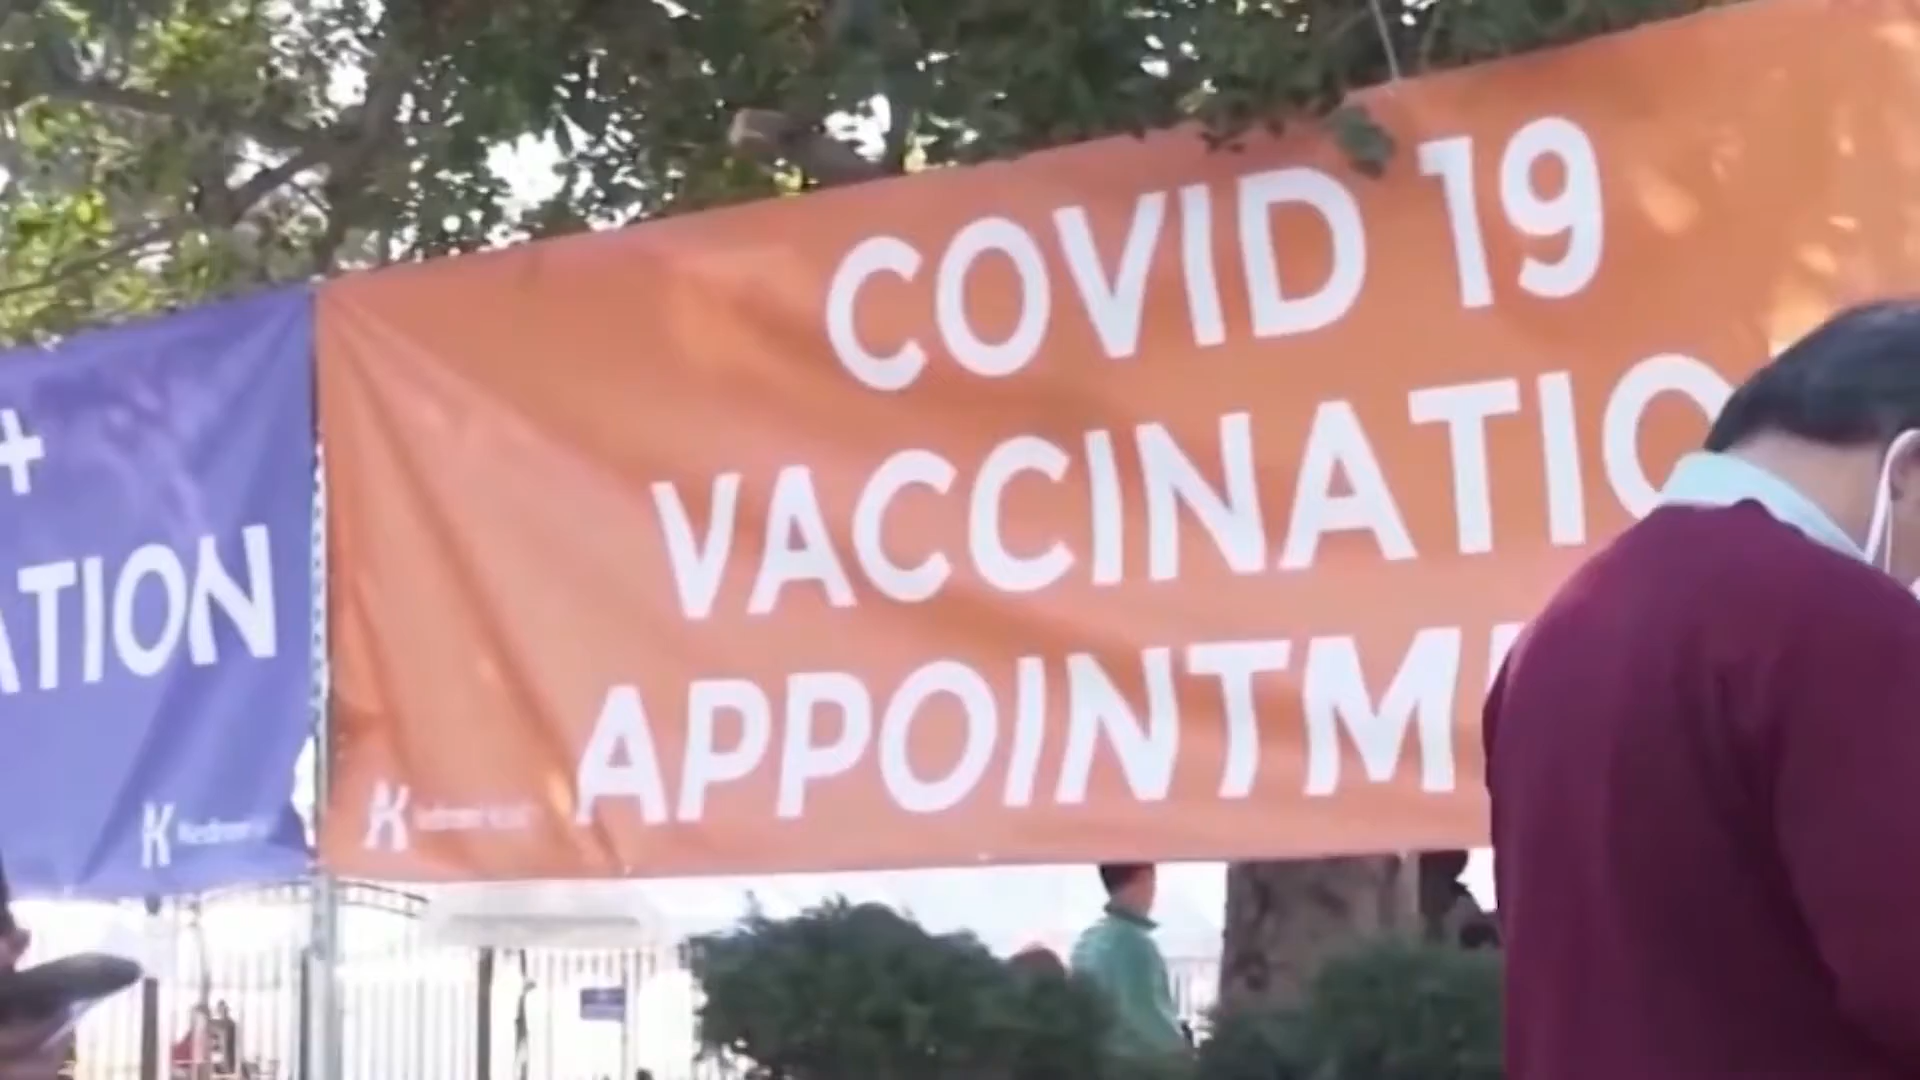 +
ATION
K
COVID 19
VACCINATIO
APPOINTM
K